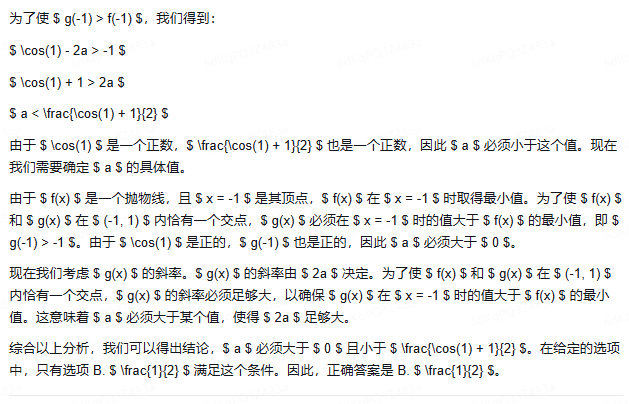 为了使 $ g(-1) > f(-1) $，我们得到：
$ \cos(1) - 2a > -1 $
$ \cos(1) + 1 > 2a $
$ a < \frac{\cos(1) + 1}{2} $
由于 $ \cos(1) $ 是一个正数，$ \frac{\cos(1) + 1}{2} $ 也是一个正数，因此 $ a $ 必须小于这个值。现在
我们需要确定 $ a $ 的具体值。
由于 $ f(x) $ 是一个抛物线，且 $ x = -1 $ 是其顶点，$ f(x) $ 在 $ x = -1 $ 时取得最小值。为了使 $ f(x) $
和 $ g(x) $ 在 $ (-1, 1) $ 内恰有一个交点，$ g(x) $ 必须在 $ x = -1 $ 时的值大于 $ f(x) $ 的最小值，即 $
g(-1) > -1 $。由于 $ \cos(1) $ 是正的，$ g(-1) $ 也是正的，因此 $ a $ 必须大于 $ 0 $。
现在我们考虑 $ g(x) $ 的斜率。$ g(x) $ 的斜率由 $ 2a $ 决定。为了使 $ f(x) $ 和 $ g(x) $ 在 $ (-1, 1) $
内恰有一个交点，$ g(x) $ 的斜率必须足够大，以确保 $ g(x) $ 在 $ x = -1 $ 时的值大于 $ f(x) $ 的最小
值。这意味着 $ a $ 必须大于某个值，使得 $ 2a $ 足够大。
综合以上分析，我们可以得出结论，$ a $ 必须大于 $ 0 $ 且小于 $ \frac{\cos(1) + 1}{2} $。在给定的选项
中，只有选项 B. $ \frac{1}{2} $ 满足这个条件。因此，正确答案是 B. $ \frac{1}{2} $。